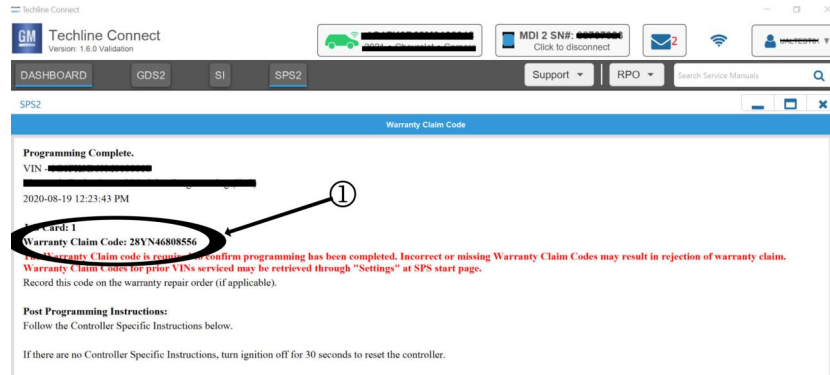 Techline Connect
GM
Techline Connect
Version: 1.6.0 Validation
2021 • Chevrolet • Camaro
MDI 2 SN#:
Click to disconnect
2
DASHBOARD GDS2 SI SPS2
Support RPO Search Service Manuals
SPS2
Warranty Claim Code
Programming Complete.
VIN -
2020-08-19 12:23:43 PM
①
Card: 1
Warranty Claim Code: 28YN46808556
Warranty Claim code is required to confirm programming has been completed. Incorrect or missing Warranty Claim Codes may result in rejection of warranty claim.
Warranty Claim Codes for prior VINs serviced may be retrieved through "Settings" at SPS start page.
Record this code on the warranty repair order (if applicable).
Post Programming Instructions:
Follow the Controller Specific Instructions below.
If there are no Controller Specific Instructions, turn ignition off for 30 seconds to reset the controller.